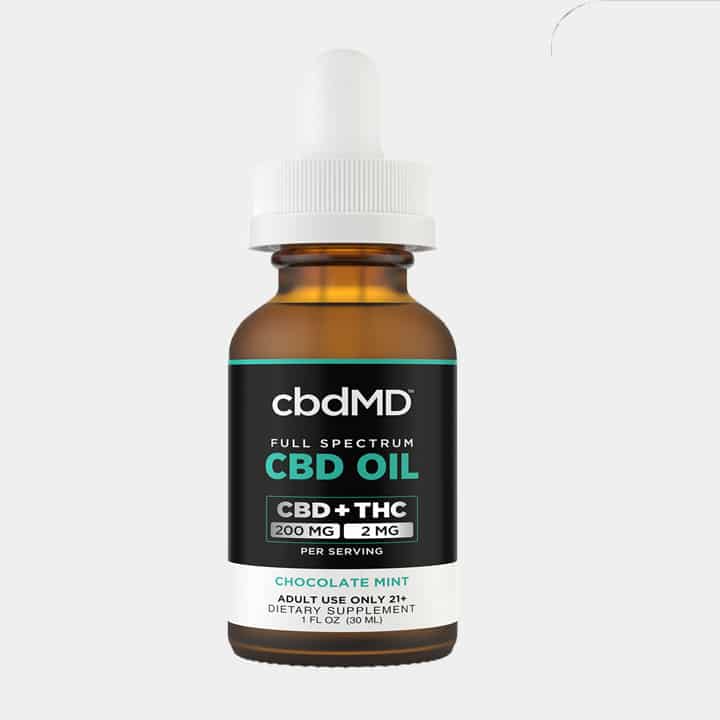 cbdMD™
FULL SPECTRUM
CBD OIL
CBD + THC
200 MG 2 MG
PER SERVING
CHOCOLATE MINT
ADULT USE ONLY 21+
DIETARY SUPPLEMENT
1 FL OZ (30 ML)